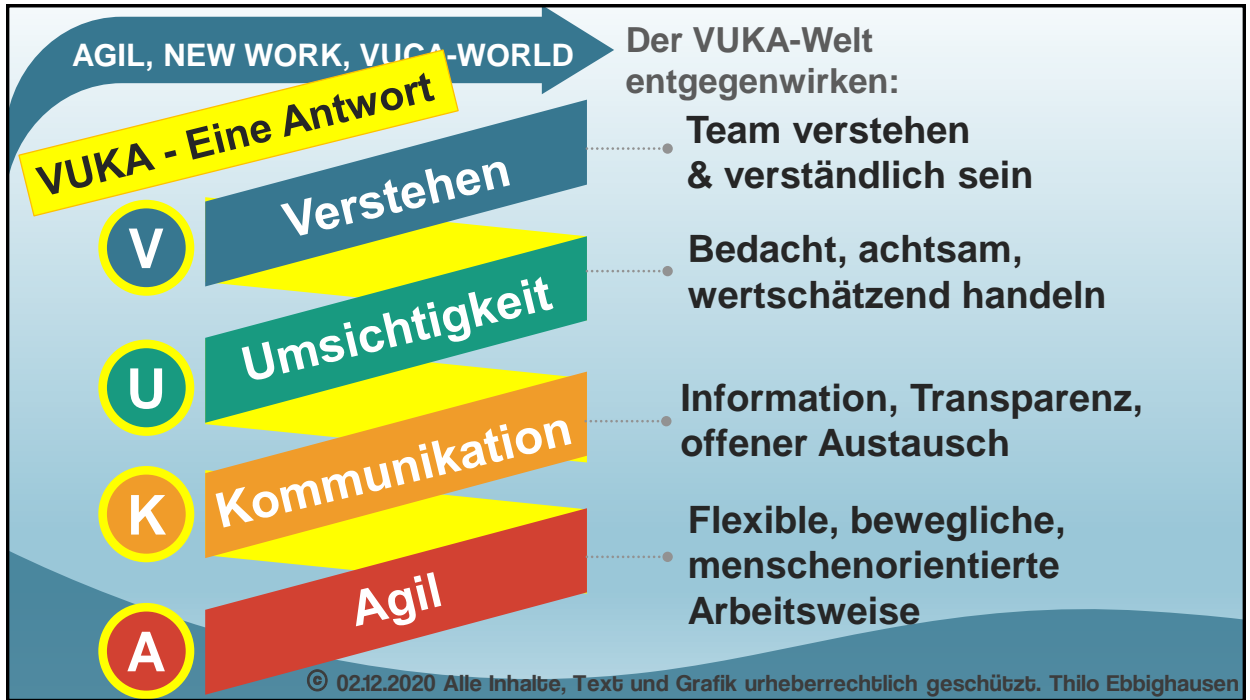 AGIL, NEW WORK, VUCA-WORLD
VUKA - Eine Antwort
Der VUKA-Welt
entgegenwirken:
V
Verstehen
Team verstehen
& verständlich sein
U
Umsichtigkeit
Bedacht, achtsam,
wertschätzend handeln
K
Kommunikation
Information, Transparenz,
offener Austausch
A
Agil
Flexible, bewegliche,
menschenorientierte
Arbeitsweise
© 02.12.2020 Alle Inhalte, Text und Grafik urheberrechtlich geschützt. Thilo Ebbighausen